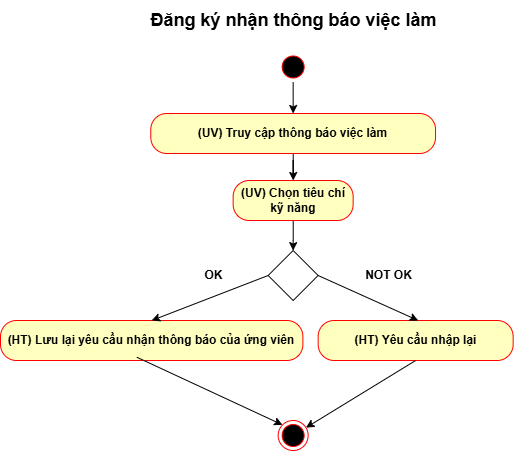 Đăng ký nhận thông báo việc làm
(UV) Truy cập thông báo việc làm
(UV) Chọn tiêu chí
kỹ năng
OK
NOT OK
(HT) Lưu lại yêu cầu nhận thông báo của ứng viên
(HT) Yêu cầu nhập lại